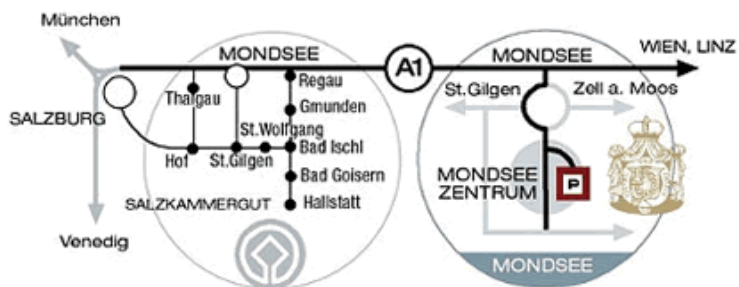 München
MONDSEE
A1
MONDSEE
WIEN, LINZ
Regau
Thalgau
St.Gilgen
Zell a. Moos
Gmunden
SALZBURG
St.Wolfgang
Hof
St.Gilgen
Bad Ischl
Bad Goisern
MONDSEE
ZENTRUM
P
SALZKAMMERGUT
Hallstatt
Venedig
MONDSEE